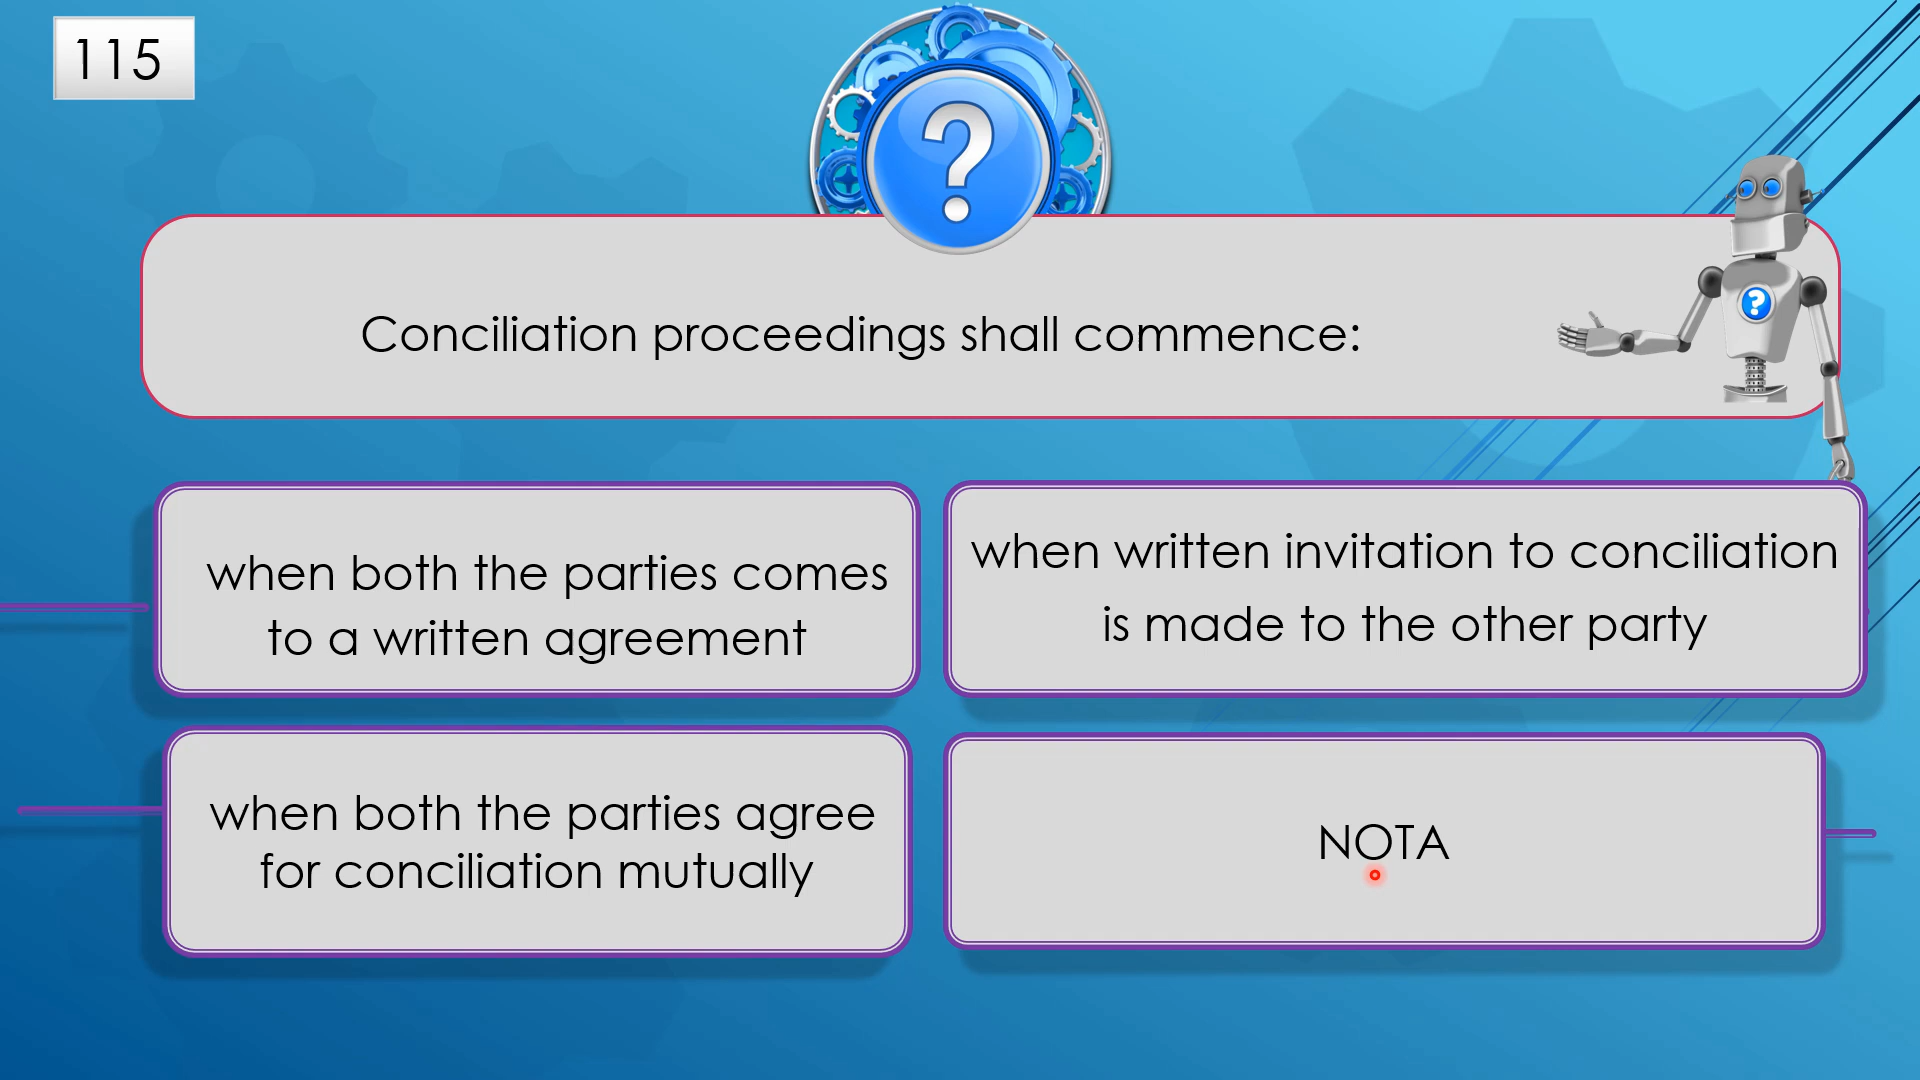 115
?
Conciliation proceedings shall commence:
?
when both the parties comes
to a written agreement
when written invitation to conciliation
is made to the other party
when both the parties agree
for conciliation mutually
NOTA